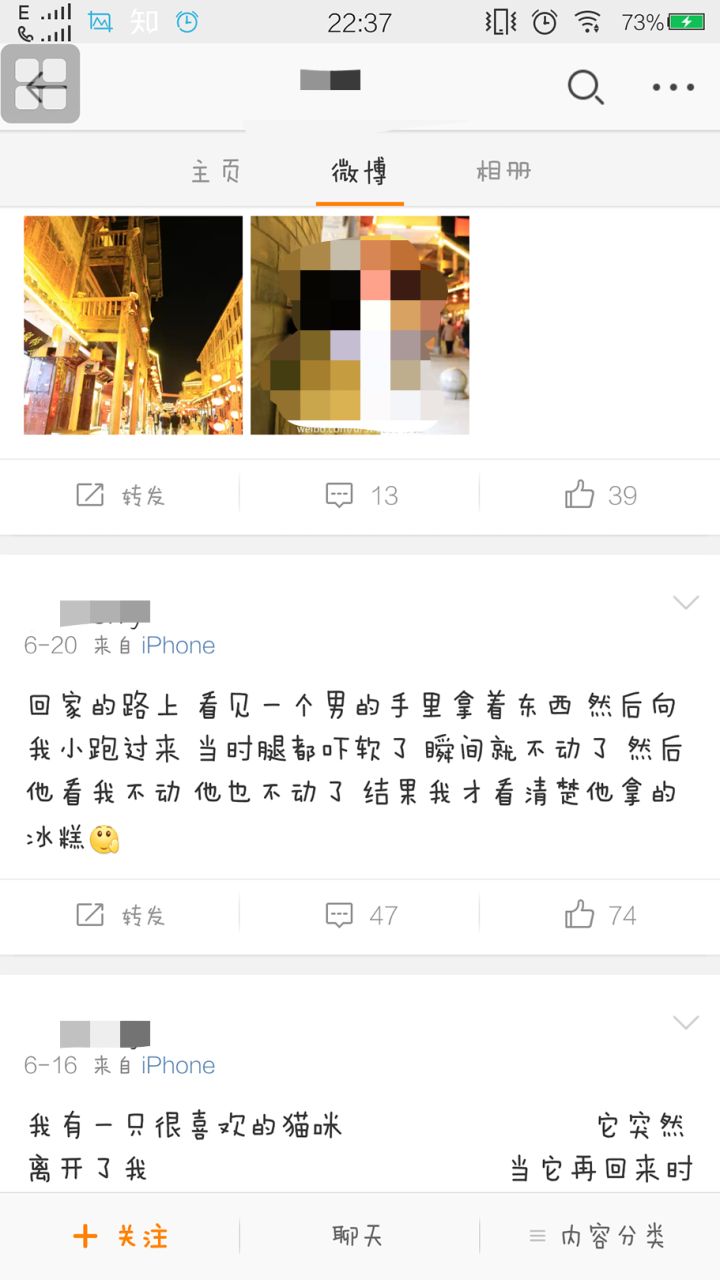 E
知
22:37
73%
主页 微博 相册
转发 13 39
6-20 来自 iPhone
回家的路上 看见一个男的手里拿着东西 然后向
我小跑过来 当时腿都吓软了 瞬间就不动了 然后
他看我不动 他也不动了 结果我才看清楚他拿的
冰糕
转发 47 74
6-16 来自 iPhone
我有一只很喜欢的猫咪 它突然
离开了我 当它再回来时
关注 聊天 内容分类